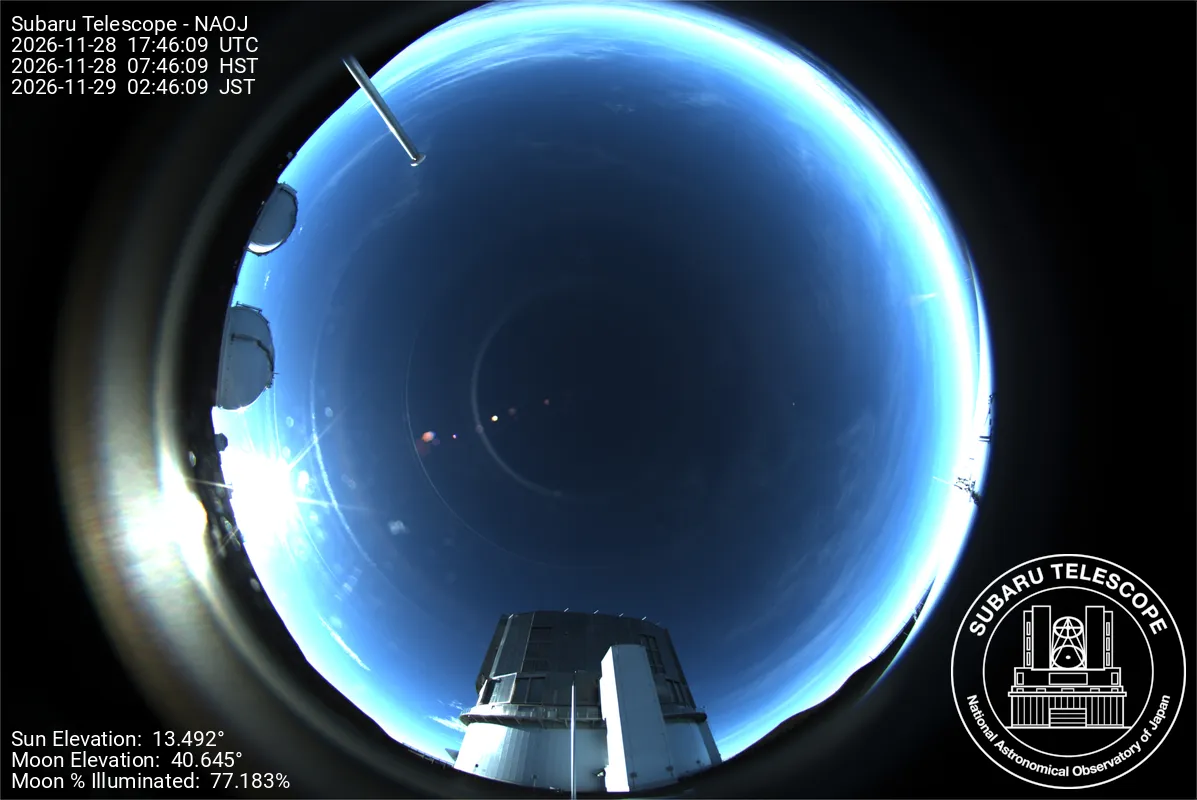 Subaru Telescope - NAOJ
2026-11-28 17:46:09 UTC
2026-11-28 07:46:09 HST
2026-11-29 02:46:09 JST
SUBARU TELESCOPE
National Astronomical Observatory of Japan
Sun Elevation: 13.492°
Moon Elevation: 40.645°
Moon % Illuminated: 77.183%